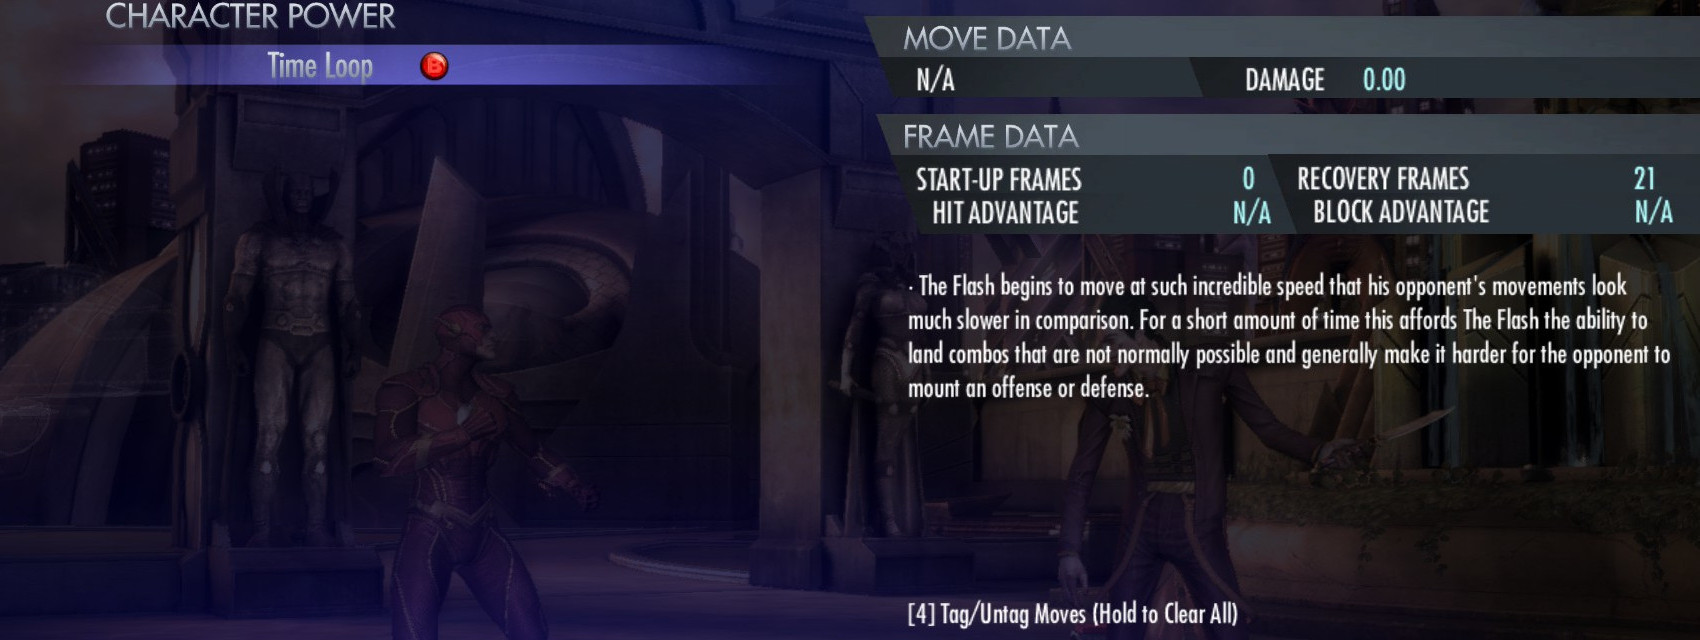 CHARACTER POWER
Time Loop B
MOVE DATA
N/A DAMAGE 0.00
FRAME DATA
START-UP FRAMES 0 RECOVERY FRAMES 21
HIT ADVANTAGE N/A BLOCK ADVANTAGE N/A
· The Flash begins to move at such incredible speed that his opponent's movements look
much slower in comparison. For a short amount of time this affords The Flash the ability to
land combos that are not normally possible and generally make it harder for the opponent to
mount an offense or defense.
[4] Tag/Untag Moves (Hold to Clear All)